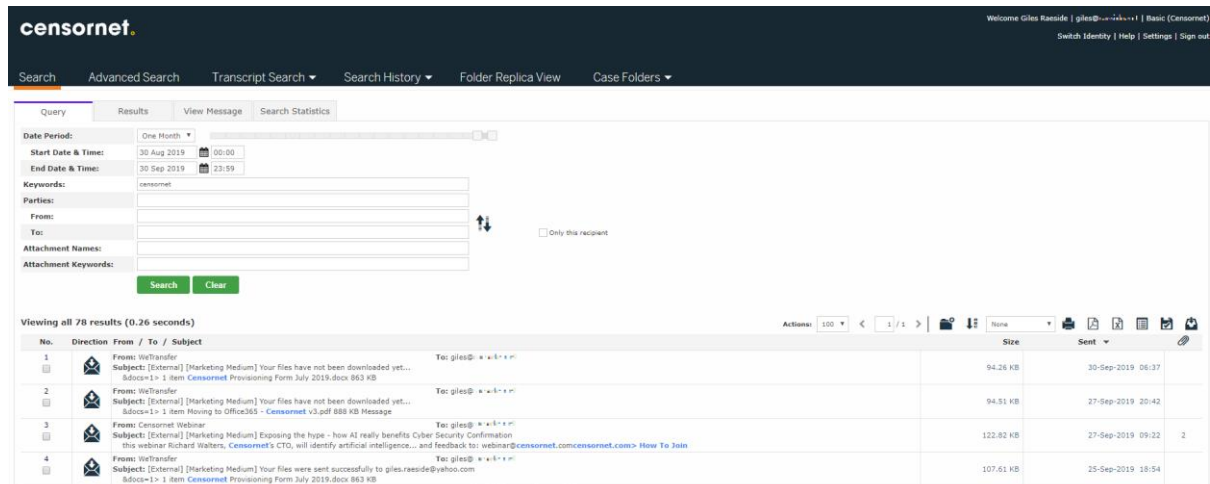 censornet.
Welcome Giles Raeside | giles@ | Basic (Censornet)
Switch Identity | Help | Settings | Sign out
Search Advanced Search Transcript Search Search History Folder Replica View Case Folders
Query Results View Message Search Statistics
Date Period: One Month
Start Date & Time: 30 Aug 2019 00:00
End Date & Time: 30 Sep 2019 23:59
Keywords: censornet
Parties:
From:
To: Only this recipient
Attachment Names:
Attachment Keywords:
Search Clear
Viewing all 78 results (0.26 seconds) Actions: 100 1 / 1 None
No. Direction From / To / Subject Size Sent
1 From: WeTransfer To: giles@
Subject: [External] [Marketing Medium] Your files have not been downloaded yet... 94.26 KB 30-Sep-2019 06:37
&docs=1> 1 item Censornet Provisioning Form July 2019.docx 863 KB
2 From: WeTransfer To: giles@
Subject: [External] [Marketing Medium] Your files have not been downloaded yet... 94.51 KB 27-Sep-2019 20:42
&docs=1> 1 item Moving to Office365 - Censornet v3.pdf 888 KB Message
3 From: Censornet Webinar To: giles@
Subject: [External] [Marketing Medium] Exposing the hype - how AI really benefits Cyber Security Confirmation 122.82 KB 27-Sep-2019 09:22 2
this webinar Richard Walters, Censornet's CTO, will identify artificial intelligence... and feedback to: webinar@censornet.comcensornet.com> How To Join
4 From: WeTransfer To: giles@
Subject: [External] [Marketing Medium] Your files were sent successfully to giles.raeside@yahoo.com 107.61 KB 25-Sep-2019 18:54
&docs=1> 1 item Censornet Provisioning Form July 2019.docx 863 KB